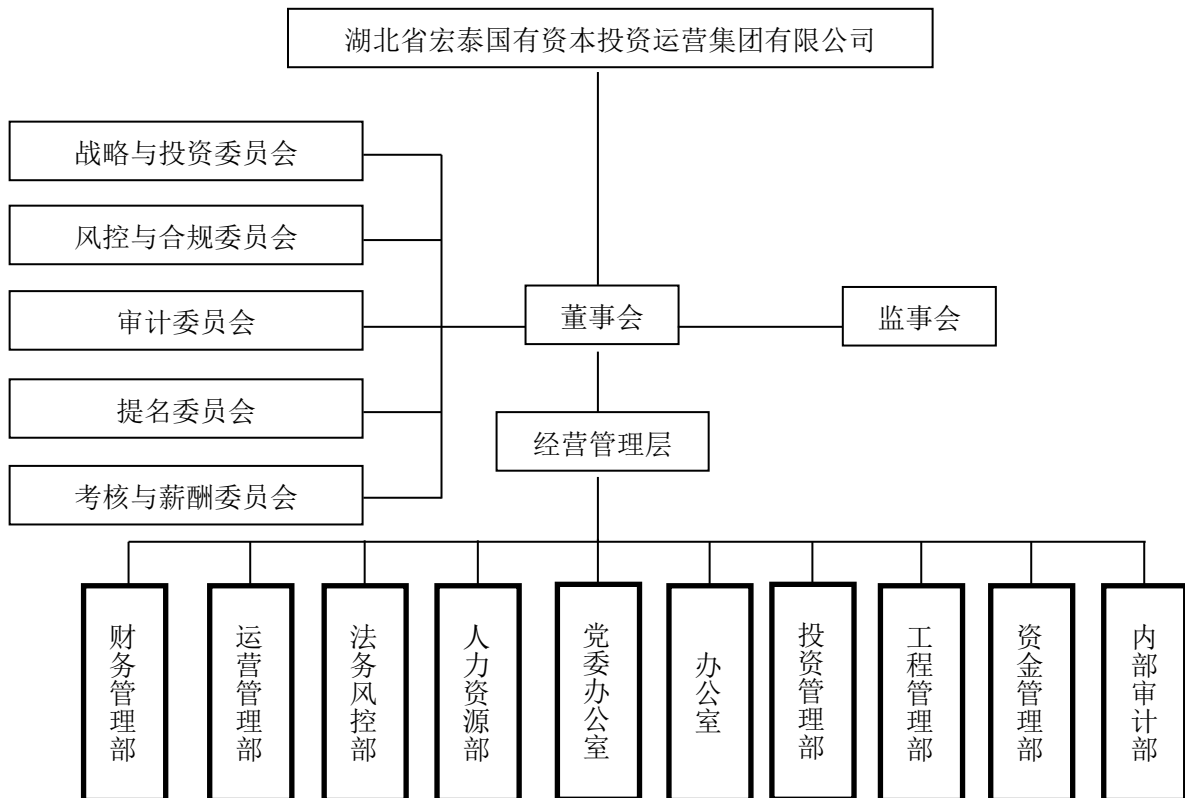 湖北省宏泰国有资本投资运营集团有限公司
战略与投资委员会
风控与合规委员会
审计委员会
董事会
监事会
提名委员会
经营管理层
考核与薪酬委员会
财务管理部
运营管理部
法务风控部
人力资源部
党委办公室
办公室
投资管理部
工程管理部
资金管理部
内部审计部